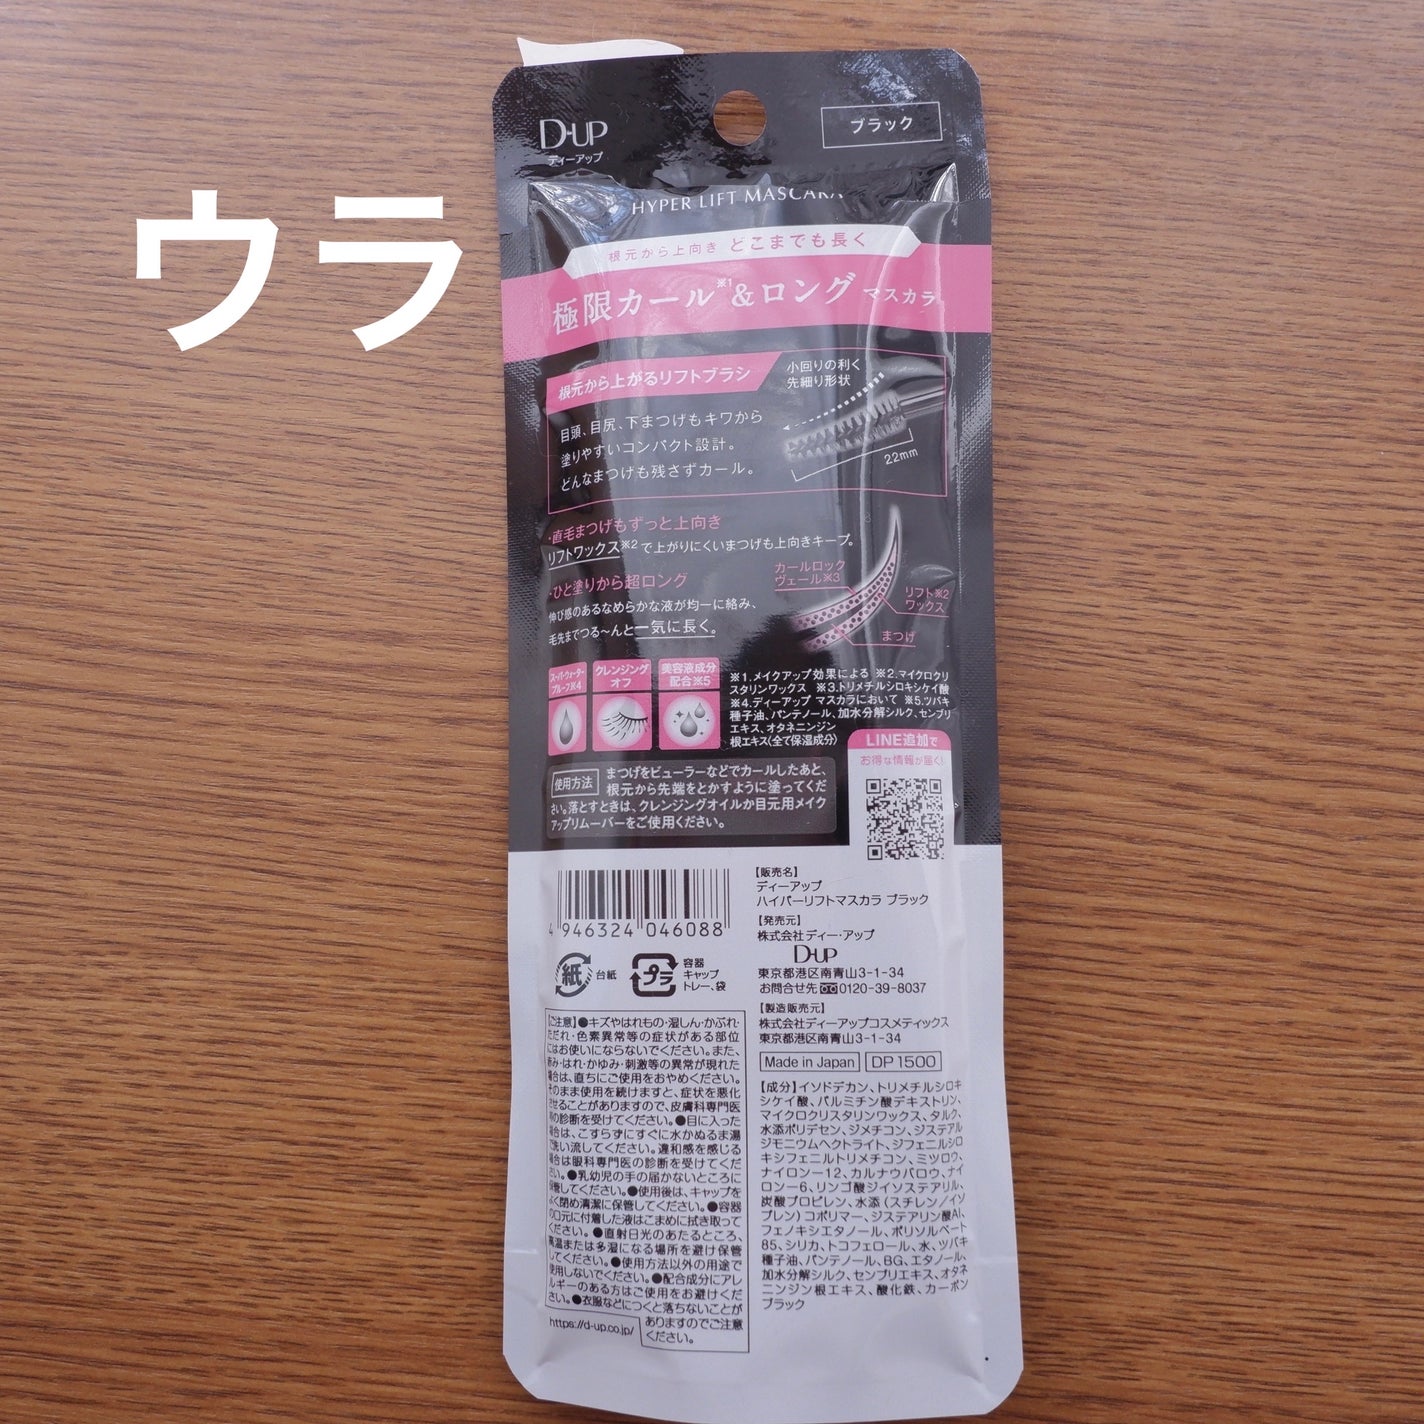 ウラ
D-UP
ディーアップ
ブラック
HYPER LIFT MASCARA
根元から上向き どこまでも長く
極限カール※1&ロング マスカラ
根元から上がるリフトブラシ
小回りの利く
先細り形状
目頭、目尻、下まつげもキワから
塗りやすいコンパクト設計。
どんなまつげも残さずカール。
22mm
・直毛まつげもずっと上向き
リフトワックス※2で上がりにくいまつげも上向きキープ。
・ひと塗りから超ロング
伸び感のあるなめらかな液が均一に絡み、
毛先までつる〜んと一気に長く。
カールロック
ヴェール※3
リフト※2
ワックス
まつげ
スーパーウォーター
プルーフ※4
クレンジング
オフ
美容液成分
配合※5
※1.メイクアップ効果による ※2.マイクロクリ
スタリンワックス ※3.トリメチルシロキシケイ酸
※4.ディーアップ マスカラにおいて ※5.ツバキ
種子油、パンテノール、加水分解シルク、センブリ
エキス、オタネニンジン
根エキス(全て保湿成分)
LINE追加で
お得な情報が届く!
使用方法 まつげをビューラーなどでカールしたあと、
根元から先端をとかすように塗ってくだ
さい。落とすときは、クレンジングオイルか目元用メイク
アップリムーバーをご使用ください。
4 946324 046088
紙 台紙
プラ 容器
キャップ
トレー、袋
【販売名】
ディーアップ
ハイパーリフトマスカラ ブラック
【発売元】
株式会社ディー・アップ
D-UP
東京都港区南青山3-1-34
お問合せ先 0120-39-8037
【製造販売元】
株式会社ディーアップコスメティックス
東京都港区南青山3-1-34
Made in Japan DP1500
【ご注意】●キズやはれもの・湿しん・かぶれ・
ただれ・色素異常等の症状がある部位
にはお使いにならないでください。また、
赤み・はれ・かゆみ・刺激等の異常が現れた
場合は、直ちにご使用をおやめください。
そのまま使用を続けますと、症状を悪化
させることがありますので、皮膚科専門医
等の診断を受けてください。●目に入った
場合は、こすらずにすぐに水かぬるま湯
で洗い流してください。違和感を感じる
場合は眼科専門医の診断を受けてくだ
さい。●乳幼児の手の届かないところに
保管してください。●使用後は、キャップを
よく閉め清潔に保管してください。●容器
の口元に付着した液はこまめに拭き取って
ください。●直射日光のあたるところ、
高温または多湿になる場所を避け保管
してください。●使用方法以外の用途で
使用しないでください。●配合成分にアレ
ルギーのある方はご使用をお避けくださ
い。●衣服などにつくと落ちないことが
ありますのでご注意
ください。
https://d-up.co.jp/
【成分】イソドデカン、トリメチルシロキ
シケイ酸、パルミチン酸デキストリン、
マイクロクリスタリンワックス、タルク、
水添ポリデセン、ジメチコン、ジステアル
ジモニウムヘクトライト、ジフェニルシロ
キシフェニルトリメチコン、ミツロウ、
ナイロン-12、カルナウバロウ、ナイ
ロン-6、リンゴ酸ジイソステアリル、
炭酸プロピレン、水添(スチレン/イソ
プレン)コポリマー、ジステアリン酸Al、
フェノキシエタノール、ポリソルベート
85、シリカ、トコフェロール、水、ツバキ
種子油、パンテノール、BG、エタノール、
加水分解シルク、センブリエキス、オタネ
ニンジン根エキス、酸化鉄、カーボン
ブラック